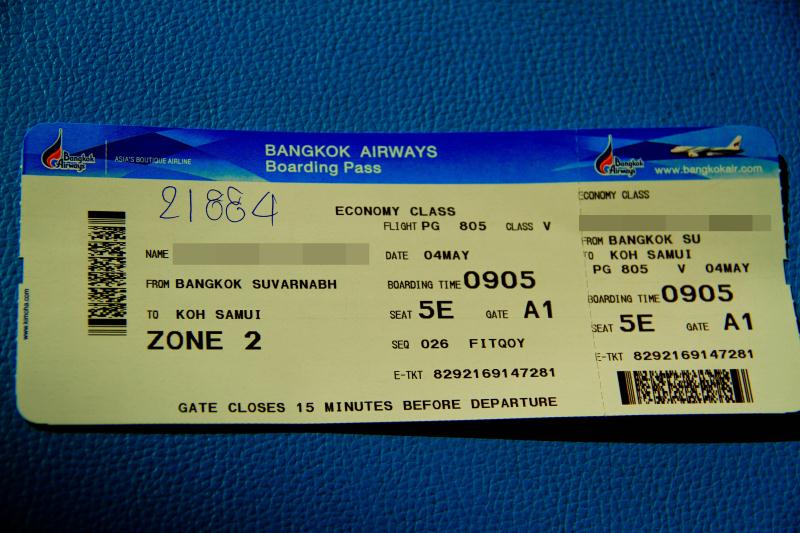 Bangkok Airways
ASIA'S BOUTIQUE AIRLINE
BANGKOK AIRWAYS
Boarding Pass
21884
ECONOMY CLASS
FLIGHT PG 805 CLASS V
NAME
DATE 04MAY
FROM BANGKOK SUVARNABH
BOARDING TIME 0905
TO KOH SAMUI
SEAT 5E GATE A1
ZONE 2
SEQ 026 FITQOY
E-TKT 8292169147281
GATE CLOSES 15 MINUTES BEFORE DEPARTURE
Bangkok Airways
www.bangkokair.com
ECONOMY CLASS
FROM BANGKOK SU
TO KOH SAMUI
PG 805 V 04MAY
BOARDING TIME 0905
SEAT 5E GATE A1
E-TKT 8292169147281